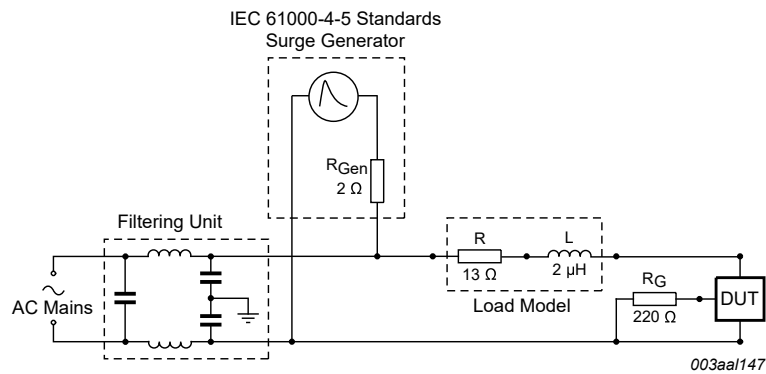 IEC 61000-4-5 Standards
Surge Generator
RGen
2 Ω
Filtering Unit
AC Mains
R
13 Ω
L
2 μH
Load Model
RG
220 Ω
DUT
003aal147